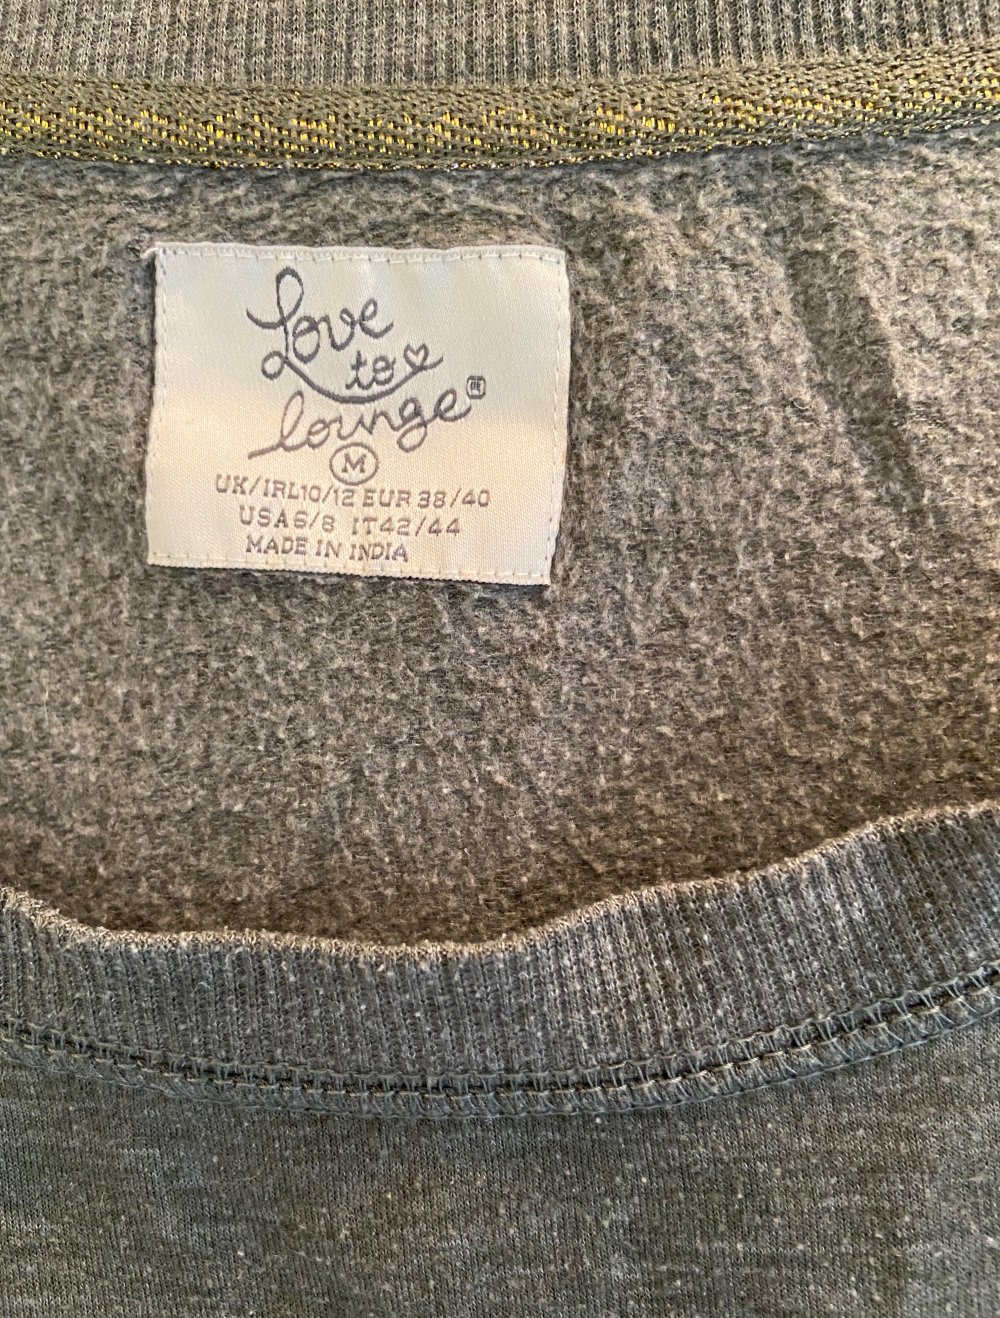 Love
to
lounge®
M
UK/IRL10/12 EUR 38/40
USA6/8 IT42/44
MADE IN INDIA